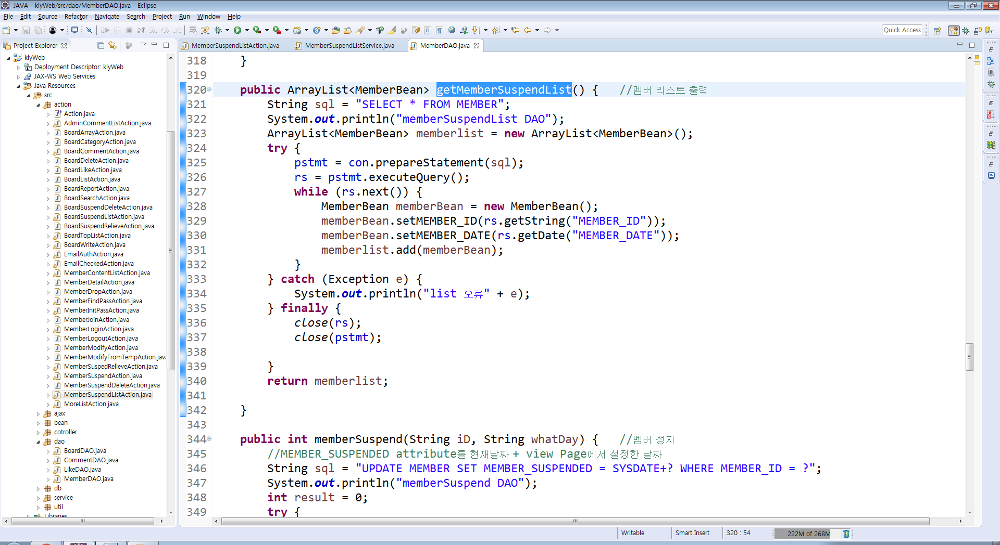 JAVA - klyWeb/src/dao/MemberDAO.java - Eclipse
File Edit Source Refactor Navigate Search Project Run Window Help
Quick Access
Project Explorer
klyWeb
Deployment Descriptor: klyWeb
JAX-WS Web Services
Java Resources
src
action
Action.java
AdminCommentListAction.java
BoardArrayAction.java
BoardCategoryAction.java
BoardCommentAction.java
BoardDeleteAction.java
BoardLikeAction.java
BoardListAction.java
BoardReportAction.java
BoardSearchAction.java
BoardSuspendDeleteAction.java
BoardSuspendListAction.java
BoardSuspendRelieveAction.java
BoardTopListAction.java
BoardWriteAction.java
EmailAuthAction.java
EmailCheckedAction.java
MemberContentListAction.java
MemberDetailAction.java
MemberDropAction.java
MemberFindPassAction.java
MemberInitPassAction.java
MemberJoinAction.java
MemberLoginAction.java
MemberLogoutAction.java
MemberModifyAction.java
MemberModifyFromTempAction.java
MemberSuspedRelieveAction.java
MemberSuspendAction.java
MemberSuspendDeleteAction.java
MemberSuspendListAction.java
MoreListAction.java
ajax
bean
cotroller
dao
BoardDAO.java
CommentDAO.java
LikeDAO.java
MemberDAO.java
db
service
util
Libraries
MemberSuspendListAction.java MemberSuspendListService.java MemberDAO.java
318 }
319
320 public ArrayList<MemberBean> getMemberSuspendList() { //멤버 리스트 출력
321 String sql = "SELECT * FROM MEMBER";
322 System.out.println("memberSuspendList DAO");
323 ArrayList<MemberBean> memberlist = new ArrayList<MemberBean>();
324 try {
325 pstmt = con.prepareStatement(sql);
326 rs = pstmt.executeQuery();
327 while (rs.next()) {
328 MemberBean memberBean = new MemberBean();
329 memberBean.setMEMBER_ID(rs.getString("MEMBER_ID"));
330 memberBean.setMEMBER_DATE(rs.getDate("MEMBER_DATE"));
331 memberlist.add(memberBean);
332 }
333 } catch (Exception e) {
334 System.out.println("list 오류" + e);
335 } finally {
336 close(rs);
337 close(pstmt);
338
339 }
340 return memberlist;
341
342 }
343
344 public int memberSuspend(String iD, String whatDay) { //멤버 정지
345 //MEMBER_SUSPENDED attribute를 현재날짜 + view Page에서 설정한 날짜
346 String sql = "UPDATE MEMBER SET MEMBER_SUSPENDED = SYSDATE+? WHERE MEMBER_ID = ?";
347 System.out.println("memberSuspend DAO");
348 int result = 0;
349 try {
Writable Smart Insert 320 : 54 222M of 268M